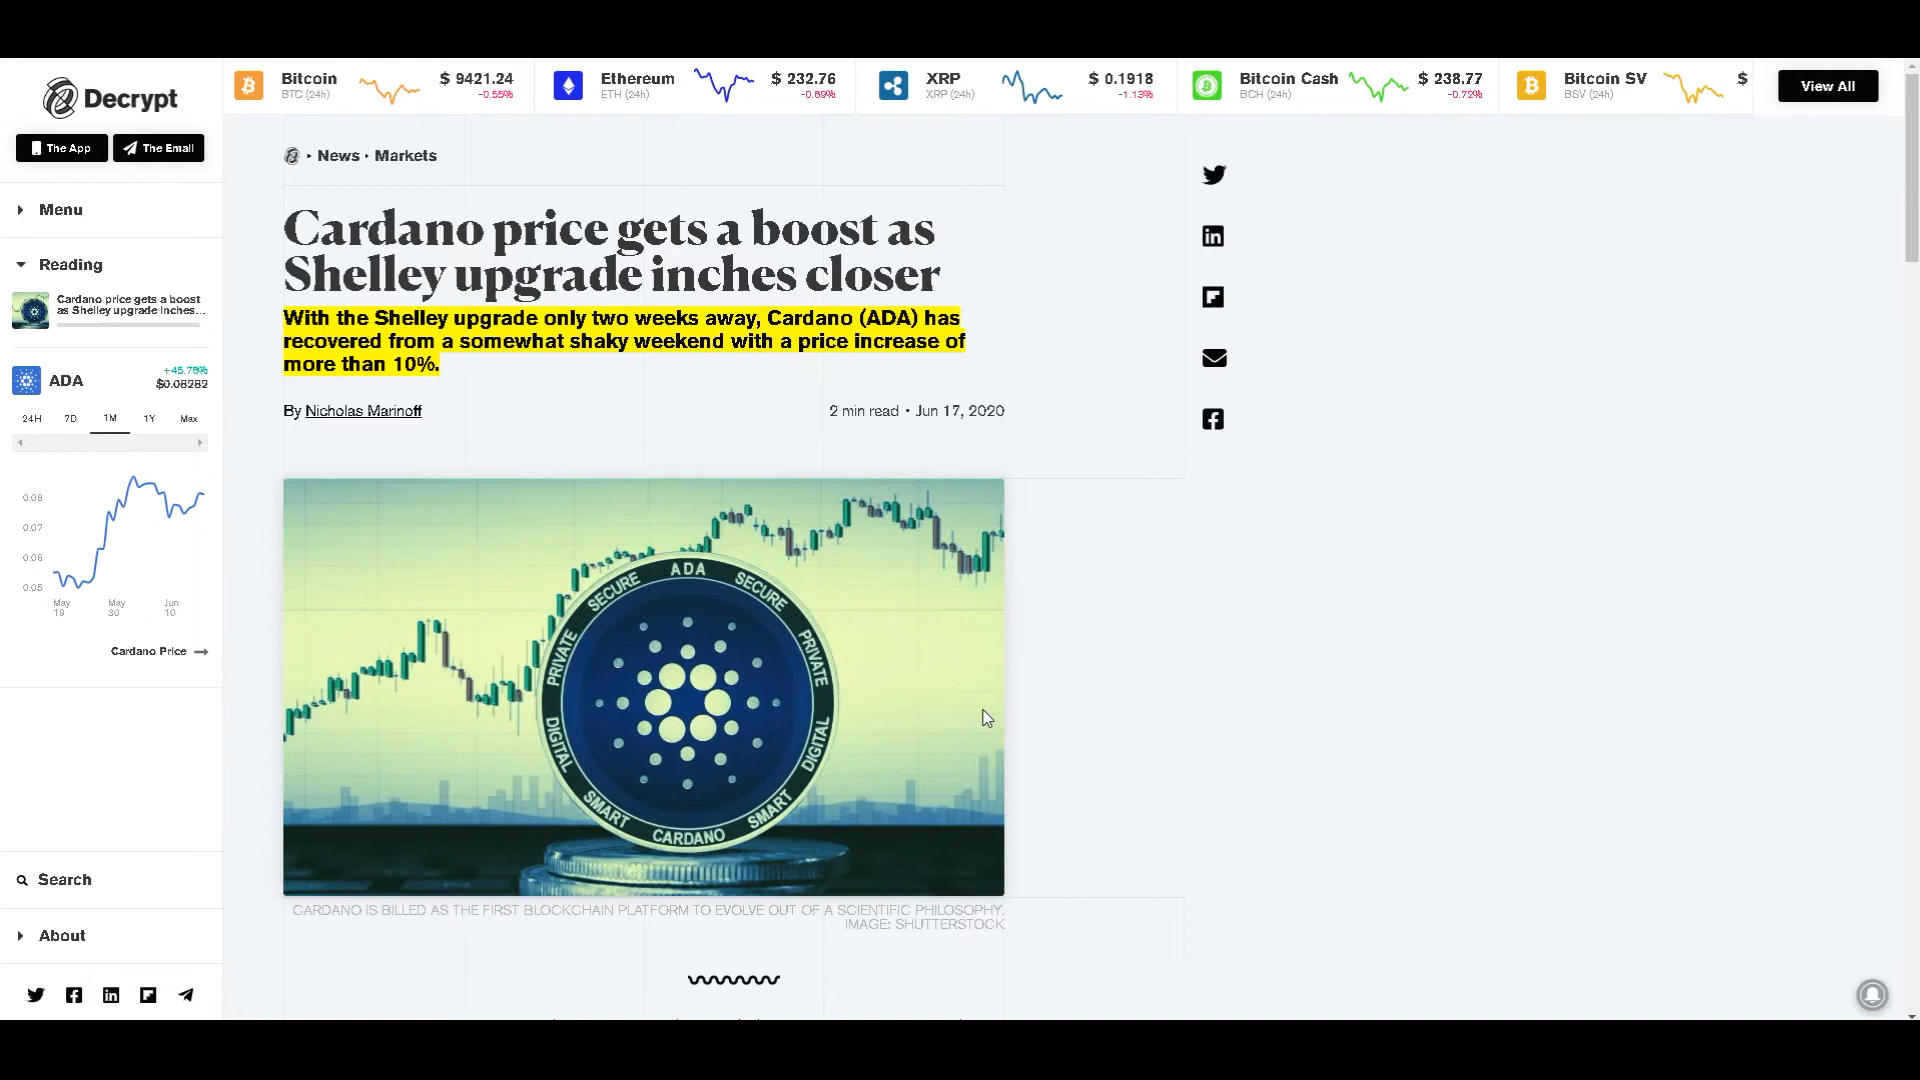 Decrypt
The App
The Email
Menu
Reading
Cardano price gets a boost
as Shelley upgrade inches...
ADA
+45.78%
$0.08282
24H 7D 1M 1Y Max
0.08
0.07
0.06
0.05
May May Jun
19 30 10
Cardano Price
Search
About
Bitcoin $ 9421.24
BTC (24h) -0.55%
Ethereum $ 232.76
ETH (24h) -0.89%
XRP $ 0.1918
XRP (24h) -1.13%
Bitcoin Cash $ 238.77
BCH (24h) -0.72%
Bitcoin SV $
BSV (24h)
View All
News • Markets
Cardano price gets a boost as
Shelley upgrade inches closer
With the Shelley upgrade only two weeks away, Cardano (ADA) has
recovered from a somewhat shaky weekend with a price increase of
more than 10%.
By Nicholas Marinoff 2 min read • Jun 17, 2020
ADA SECURE PRIVATE DIGITAL SMART CARDANO SMART DIGITAL PRIVATE SECURE
CARDANO IS BILLED AS THE FIRST BLOCKCHAIN PLATFORM TO EVOLVE OUT OF A SCIENTIFIC PHILOSOPHY.
IMAGE: SHUTTERSTOCK